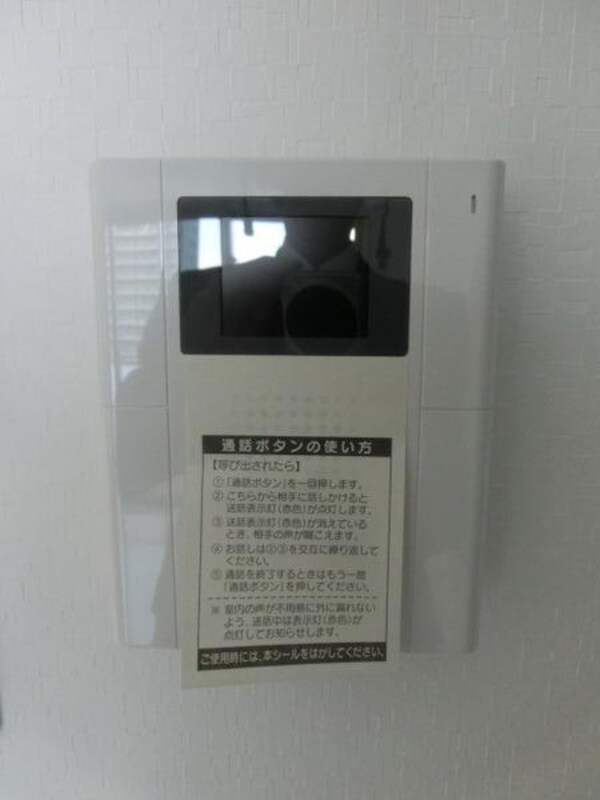 通話ボタンの使い方
【呼び出されたら】
①「通話ボタン」を一回押します。
②こちらから相手に話しかけると
送話表示灯(赤色)が点灯します。
③送話表示灯(赤色)が消えている
とき、相手の声が聞こえます。
④お話しは②③を交互に繰り返して
ください。
⑤通話を終了するときはもう一度
「通話ボタン」を押してください。
※室内の声が不用意に外に漏れない
よう、送話中は表示灯(赤色)が
点灯してお知らせします。
ご使用時には、本シールをはがしてください。